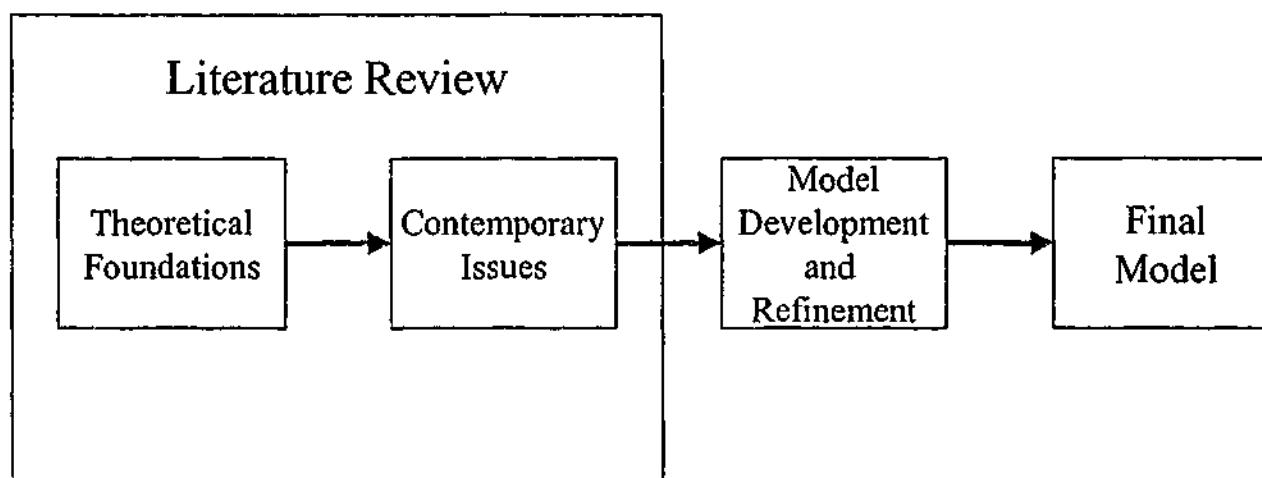 Literature Review
Theoretical
Foundations
Contemporary
Issues
Model
Development
and
Refinement
Final
Model